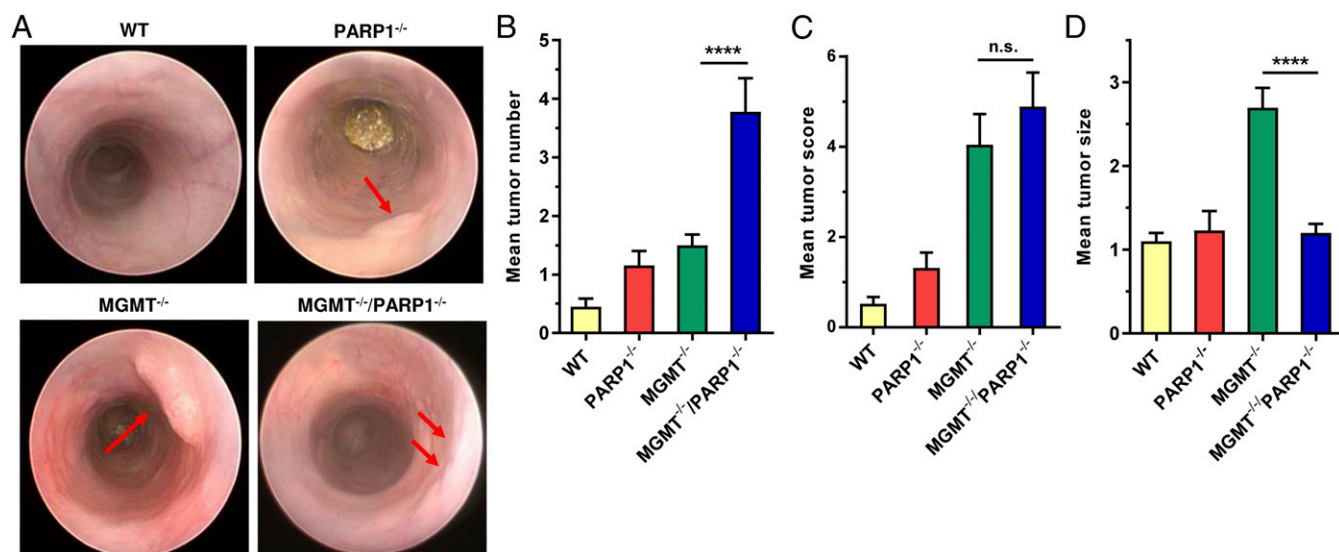 A
WT
PARP1-/-
MGMT-/-
MGMT-/-/PARP1-/-
B
Mean tumor number
5
4
3
2
1
0
****
WT
PARP1-/-
MGMT-/-
MGMT-/-/PARP1-/-
C
Mean tumor score
6
4
2
0
n.s.
WT
PARP1-/-
MGMT-/-
MGMT-/-/PARP1-/-
D
Mean tumor size
3
2
1
0
****
WT
PARP1-/-
MGMT-/-
MGMT-/-/PARP1-/-